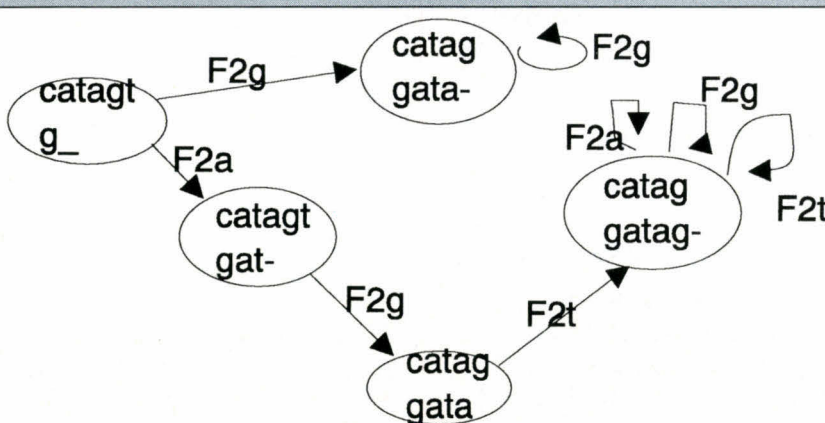 catag
gata-
F2g
F2g
catagt
g_
F2g
F2a
F2a
catagt
gat-
catag
gatag-
F2t
F2g
F2t
catag
gata